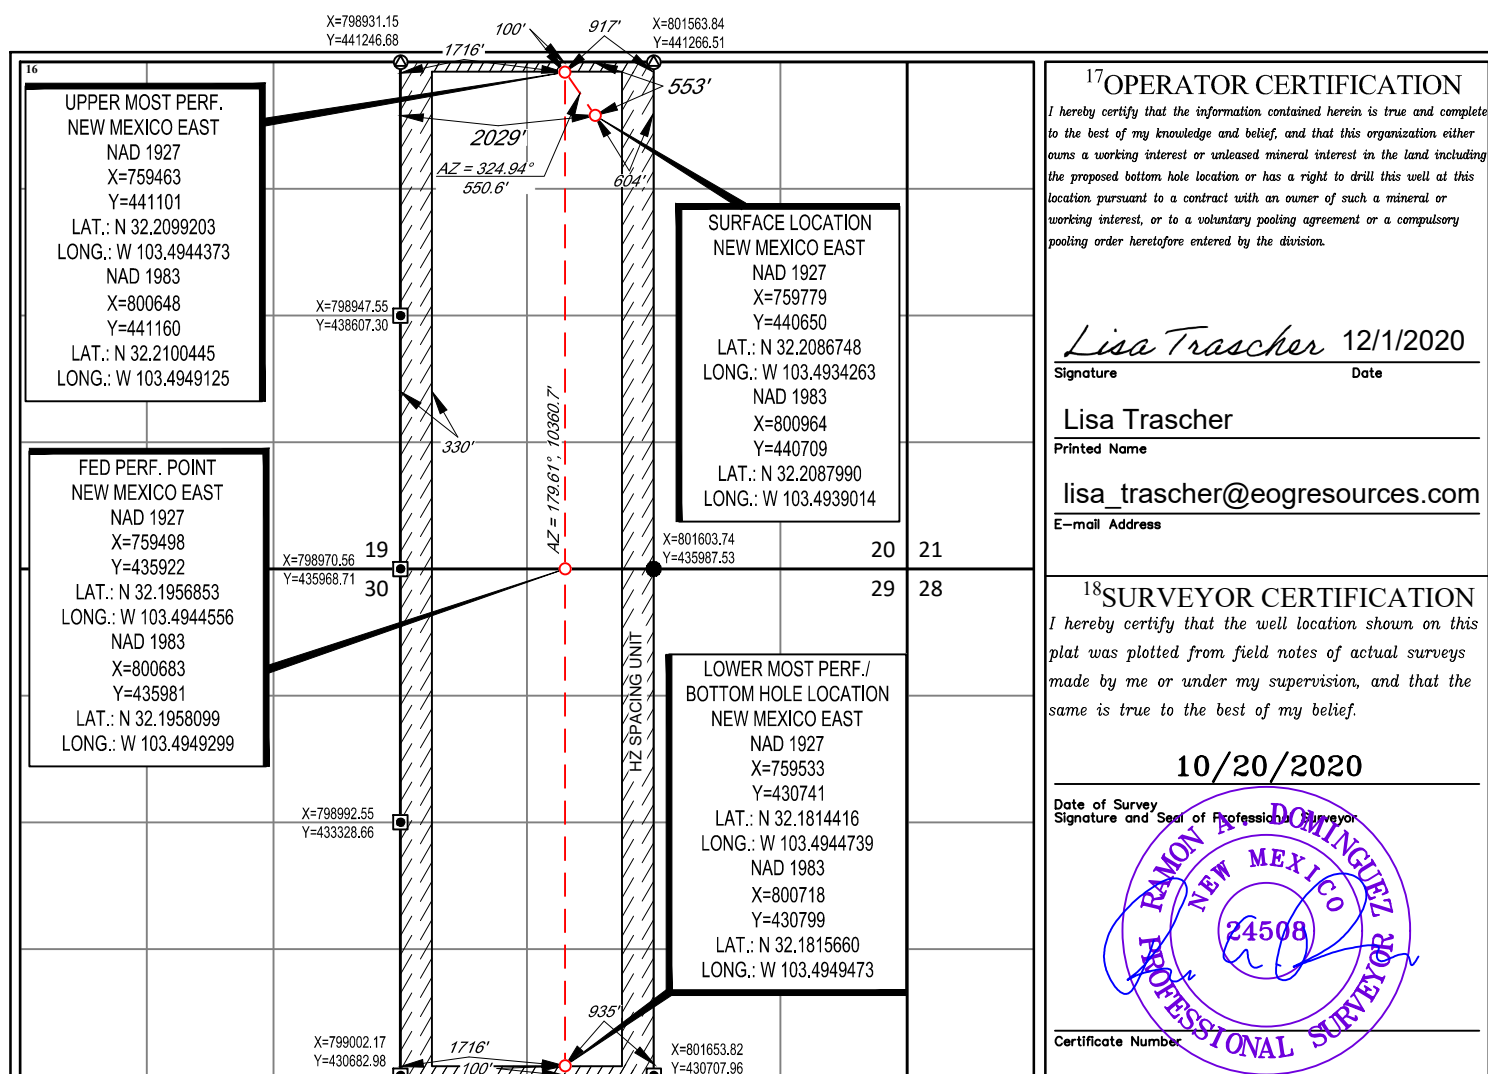 X=798931.15
Y=441246.68
100'
917'
X=801563.84
Y=441266.51
1716'
553'
2029'
AZ = 324.94°
550.6'
604'
16
UPPER MOST PERF.
NEW MEXICO EAST
NAD 1927
X=759463
Y=441101
LAT.: N 32.2099203
LONG.: W 103.4944373
NAD 1983
X=800648
Y=441160
LAT.: N 32.2100445
LONG.: W 103.4949125
SURFACE LOCATION
NEW MEXICO EAST
NAD 1927
X=759779
Y=440650
LAT.: N 32.2086748
LONG.: W 103.4934263
NAD 1983
X=800964
Y=440709
LAT.: N 32.2087990
LONG.: W 103.4939014
X=798947.55
Y=438607.30
330'
AZ = 179.61°, 10360.7'
FED PERF. POINT
NEW MEXICO EAST
NAD 1927
X=759498
Y=435922
LAT.: N 32.1956853
LONG.: W 103.4944556
NAD 1983
X=800683
Y=435981
LAT.: N 32.1958099
LONG.: W 103.4949299
X=798970.56
Y=435968.71
19
30
X=801603.74
Y=435987.53
20
21
29
28
HZ SPACING UNIT
LOWER MOST PERF./
BOTTOM HOLE LOCATION
NEW MEXICO EAST
NAD 1927
X=759533
Y=430741
LAT.: N 32.1814416
LONG.: W 103.4944739
NAD 1983
X=800718
Y=430799
LAT.: N 32.1815660
LONG.: W 103.4949473
X=798992.55
Y=433328.66
935'
X=799002.17
Y=430682.98
1716'
100'
X=801653.82
Y=430707.96
17OPERATOR CERTIFICATION
I hereby certify that the information contained herein is true and complete
to the best of my knowledge and belief, and that this organization either
owns a working interest or unleased mineral interest in the land including
the proposed bottom hole location or has a right to drill this well at this
location pursuant to a contract with an owner of such a mineral or
working interest, or to a voluntary pooling agreement or a compulsory
pooling order heretofore entered by the division.
Lisa Trascher 12/1/2020
Signature Date
Lisa Trascher
Printed Name
lisa_trascher@eogresources.com
E-mail Address
18SURVEYOR CERTIFICATION
I hereby certify that the well location shown on this
plat was plotted from field notes of actual surveys
made by me or under my supervision, and that the
same is true to the best of my belief.
10/20/2020
Date of Survey
Signature and Seal of Professional Surveyor
RAMON A. DOMINGUEZ
NEW MEXICO
24508
PROFESSIONAL SURVEYOR
Certificate Number